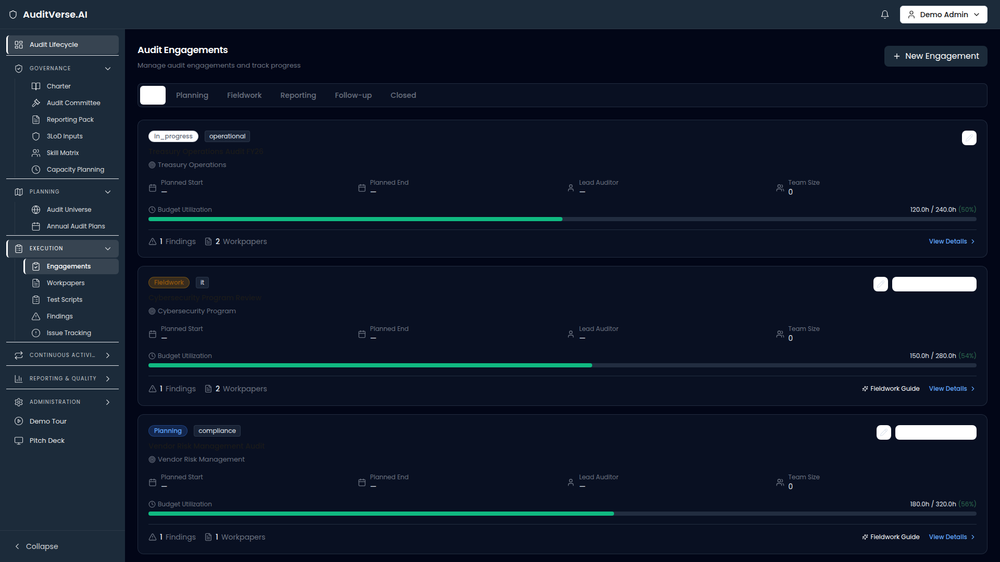 AuditVerse.AI
Demo Admin
Audit Lifecycle
GOVERNANCE
Charter
Audit Committee
Reporting Pack
3LoD Inputs
Skill Matrix
Capacity Planning
PLANNING
Audit Universe
Annual Audit Plans
EXECUTION
Engagements
Workpapers
Test Scripts
Findings
Issue Tracking
CONTINUOUS ACTIVI...
REPORTING & QUALITY
ADMINISTRATION
Demo Tour
Pitch Deck
Collapse
Audit Engagements
Manage audit engagements and track progress
New Engagement
Planning Fieldwork Reporting Follow-up Closed
in_progress operational
Treasury Operations Audit FY26
Treasury Operations
Planned Start Planned End Lead Auditor Team Size
— — — 0
Budget Utilization 120.0h / 240.0h (50%)
1 Findings 2 Workpapers View Details
Fieldwork it
Cybersecurity Program Review
Cybersecurity Program
Planned Start Planned End Lead Auditor Team Size
— — — 0
Budget Utilization 150.0h / 280.0h (54%)
1 Findings 2 Workpapers Fieldwork Guide View Details
Planning compliance
Vendor Risk Management Audit
Vendor Risk Management
Planned Start Planned End Lead Auditor Team Size
— — — 0
Budget Utilization 180.0h / 320.0h (56%)
1 Findings 1 Workpapers Fieldwork Guide View Details